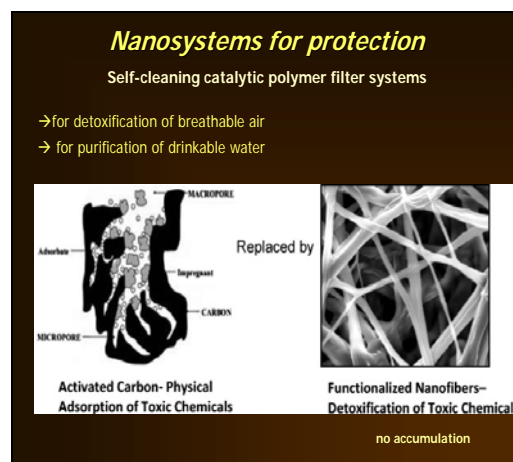 Nanosystems for protection
Self-cleaning catalytic polymer filter systems
→for detoxification of breathable air
→ for purification of drinkable water
MACROPORE
Adsorbate
Impregnant
CARBON
MICROPORE
Replaced by
Activated Carbon- Physical
Adsorption of Toxic Chemicals
Functionalized Nanofibers–
Detoxification of Toxic Chemical
no accumulation